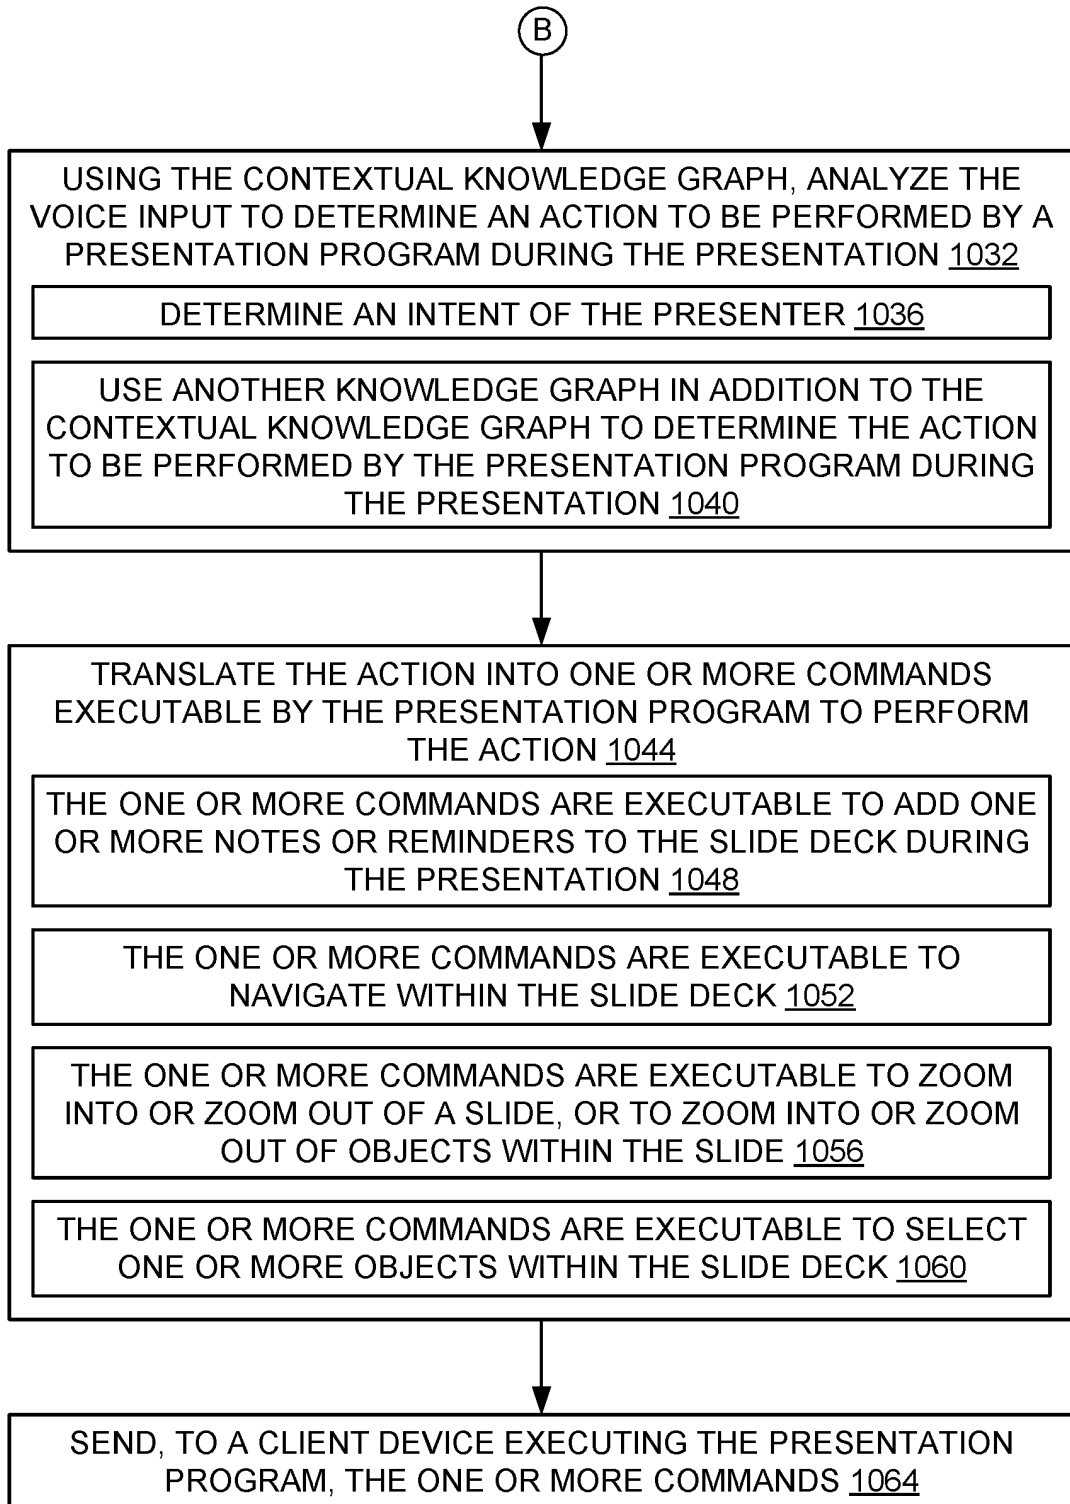 B
USING THE CONTEXTUAL KNOWLEDGE GRAPH, ANALYZE THE
VOICE INPUT TO DETERMINE AN ACTION TO BE PERFORMED BY A
PRESENTATION PROGRAM DURING THE PRESENTATION 1032
DETERMINE AN INTENT OF THE PRESENTER 1036
USE ANOTHER KNOWLEDGE GRAPH IN ADDITION TO THE
CONTEXTUAL KNOWLEDGE GRAPH TO DETERMINE THE ACTION
TO BE PERFORMED BY THE PRESENTATION PROGRAM DURING
THE PRESENTATION 1040
TRANSLATE THE ACTION INTO ONE OR MORE COMMANDS
EXECUTABLE BY THE PRESENTATION PROGRAM TO PERFORM
THE ACTION 1044
THE ONE OR MORE COMMANDS ARE EXECUTABLE TO ADD ONE
OR MORE NOTES OR REMINDERS TO THE SLIDE DECK DURING
THE PRESENTATION 1048
THE ONE OR MORE COMMANDS ARE EXECUTABLE TO
NAVIGATE WITHIN THE SLIDE DECK 1052
THE ONE OR MORE COMMANDS ARE EXECUTABLE TO ZOOM
INTO OR ZOOM OUT OF A SLIDE, OR TO ZOOM INTO OR ZOOM
OUT OF OBJECTS WITHIN THE SLIDE 1056
THE ONE OR MORE COMMANDS ARE EXECUTABLE TO SELECT
ONE OR MORE OBJECTS WITHIN THE SLIDE DECK 1060
SEND, TO A CLIENT DEVICE EXECUTING THE PRESENTATION
PROGRAM, THE ONE OR MORE COMMANDS 1064